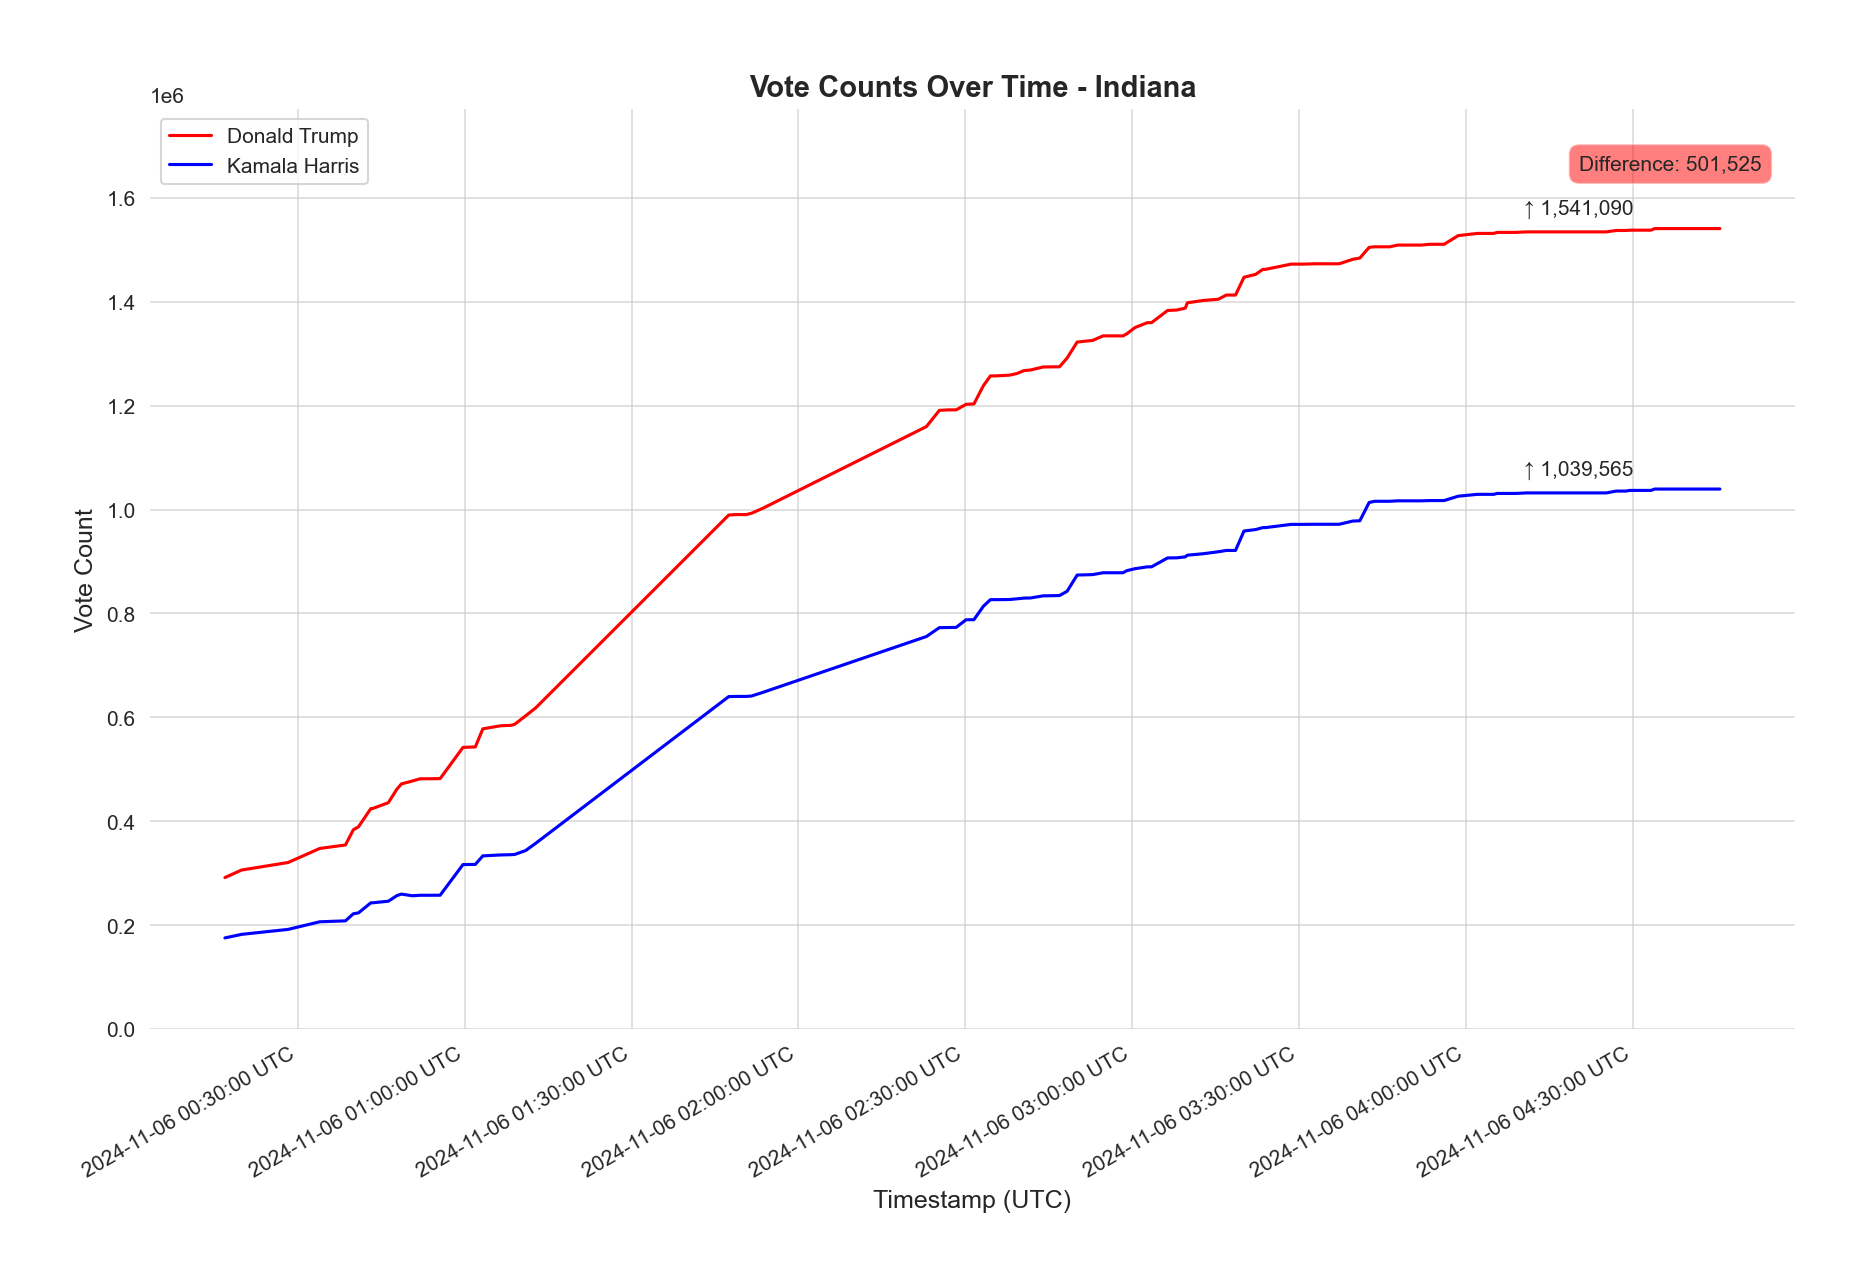 Vote Counts Over Time - Indiana
1e6
Donald Trump
Kamala Harris
Difference: 501,525
↑ 1,541,090
↑ 1,039,565
1.6
1.4
1.2
1.0
0.8
0.6
0.4
0.2
0.0
Vote Count
2024-11-06 00:30:00 UTC
2024-11-06 01:00:00 UTC
2024-11-06 01:30:00 UTC
2024-11-06 02:00:00 UTC
2024-11-06 02:30:00 UTC
2024-11-06 03:00:00 UTC
2024-11-06 03:30:00 UTC
2024-11-06 04:00:00 UTC
2024-11-06 04:30:00 UTC
Timestamp (UTC)